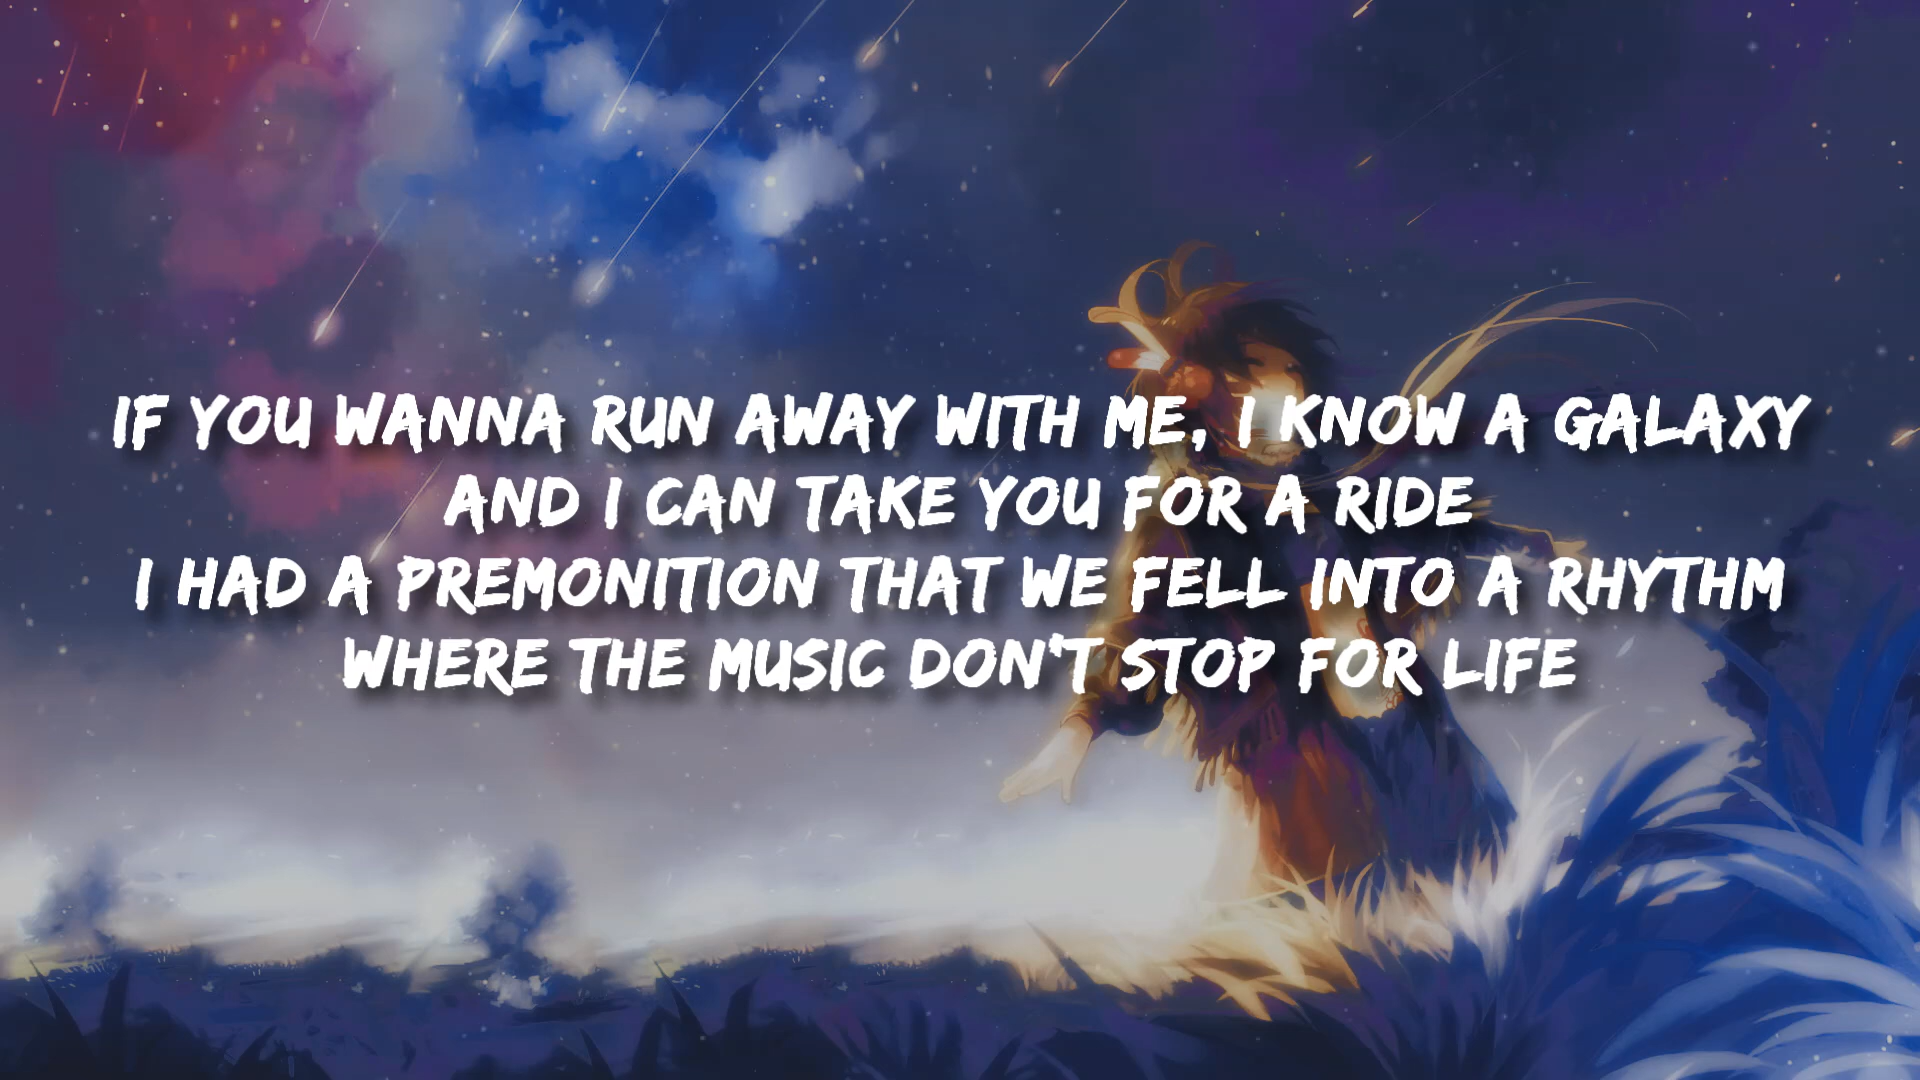 IF YOU WANNA RUN AWAY WITH ME, I KNOW A GALAXY
AND I CAN TAKE YOU FOR A RIDE
I HAD A PREMONITION THAT WE FELL INTO A RHYTHM
WHERE THE MUSIC DON'T STOP FOR LIFE